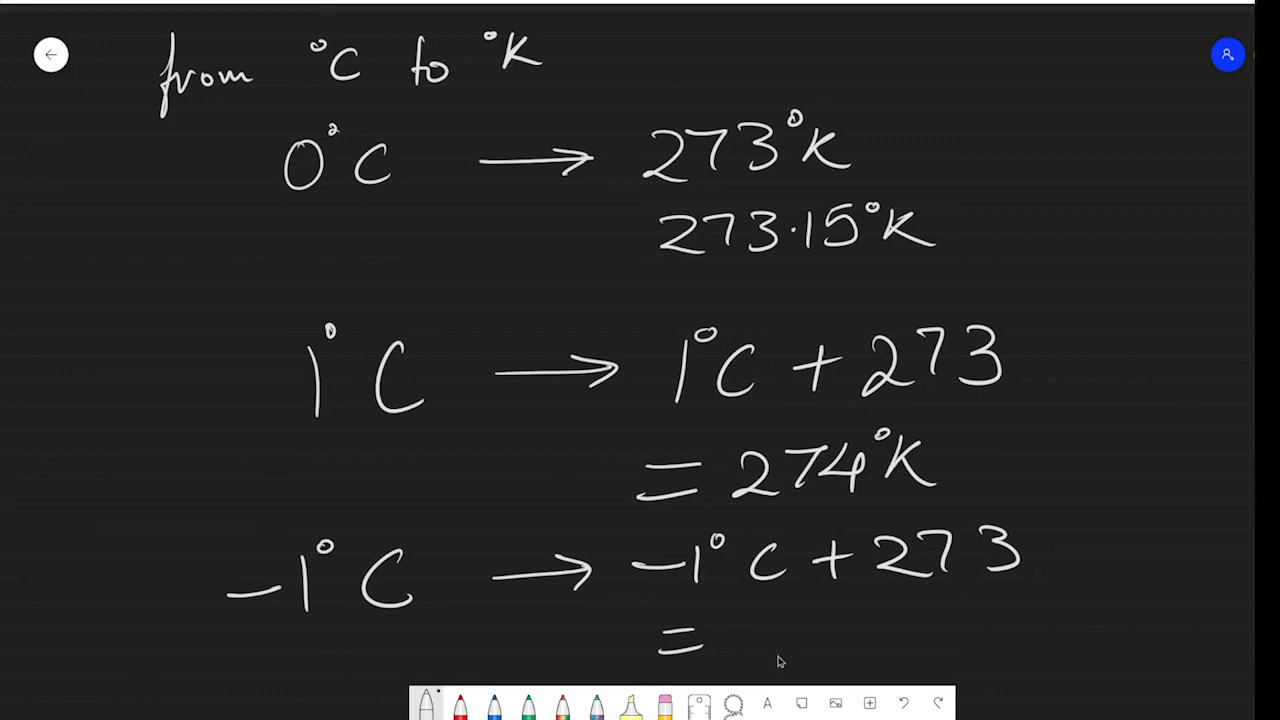 from °C to °K
0°C → 273°K
273.15°K
1°C → 1°C + 273
= 274°K
-1°C → -1°C + 273
=